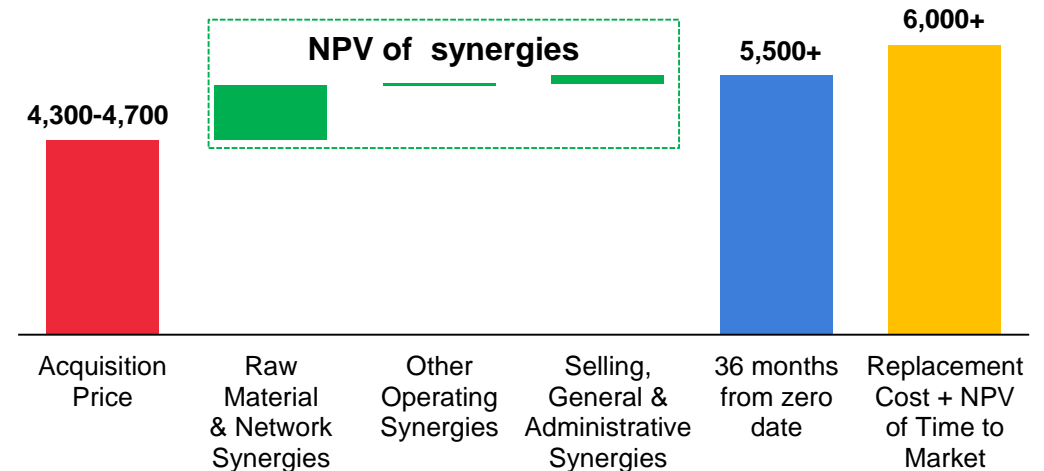 NPV of synergies
4,300-4,700
5,500+
6,000+
Acquisition
Price
Raw
Material
& Network
Synergies
Other
Operating
Synergies
Selling,
General &
Administrative
Synergies
36 months
from zero
date
Replacement
Cost + NPV
of Time to
Market